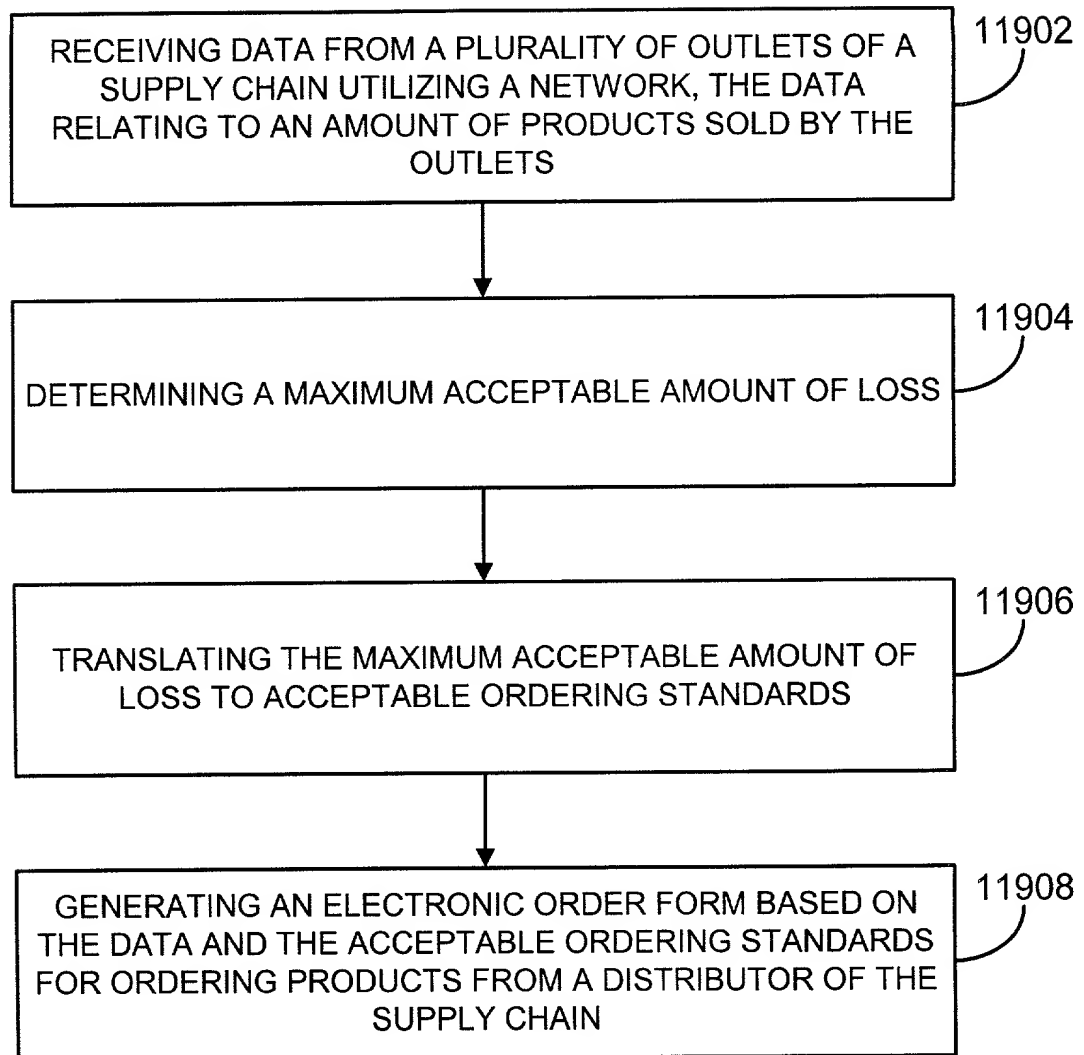 RECEIVING DATA FROM A PLURALITY OF OUTLETS OF A
SUPPLY CHAIN UTILIZING A NETWORK, THE DATA
RELATING TO AN AMOUNT OF PRODUCTS SOLD BY THE
OUTLETS
11902
DETERMINING A MAXIMUM ACCEPTABLE AMOUNT OF LOSS
11904
TRANSLATING THE MAXIMUM ACCEPTABLE AMOUNT OF
LOSS TO ACCEPTABLE ORDERING STANDARDS
11906
GENERATING AN ELECTRONIC ORDER FORM BASED ON
THE DATA AND THE ACCEPTABLE ORDERING STANDARDS
FOR ORDERING PRODUCTS FROM A DISTRIBUTOR OF THE
SUPPLY CHAIN
11908